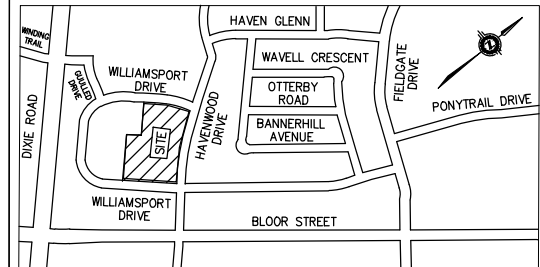 HAVEN GLENN
WINDING
TRAIL
WAVELL CRESCENT
FIELDGATE
DRIVE
WILLIAMSPORT
DRIVE
GUULLED
DRIVE
OTTERBY
ROAD
PONYTRAIL DRIVE
DIXIE ROAD
SITE
HAVENWOOD
DRIVE
BANNERHILL
AVENUE
WILLIAMSPORT
DRIVE
BLOOR STREET